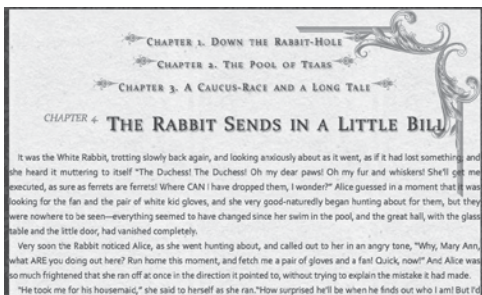 CHAPTER 1. DOWN THE RABBIT-HOLE
CHAPTER 2. THE POOL OF TEARS
CHAPTER 3. A CAUCUS-RACE AND A LONG TALE
CHAPTER 4 THE RABBIT SENDS IN A LITTLE BILL
It was the White Rabbit, trotting slowly back again, and looking anxiously about as it went, as if it had lost something; and
she heard it muttering to itself "The Duchess! The Duchess! Oh my dear paws! Oh my fur and whiskers! She'll get me
executed, as sure as ferrets are ferrets! Where CAN I have dropped them, I wonder?" Alice guessed in a moment that it was
looking for the fan and the pair of white kid gloves, and she very good-naturedly began hunting about for them, but they
were nowhere to be seen—everything seemed to have changed since her swim in the pool, and the great hall, with the glass
table and the little door, had vanished completely.
Very soon the Rabbit noticed Alice, as she went hunting about, and called out to her in an angry tone, "Why, Mary Ann,
what ARE you doing out here? Run home this moment, and fetch me a pair of gloves and a fan! Quick, now!" And Alice was
so much frightened that she ran off at once in the direction it pointed to, without trying to explain the mistake it had made.
"He took me for his housemaid," she said to herself as she ran."How surprised he'll be when he finds out who I am! But I'd